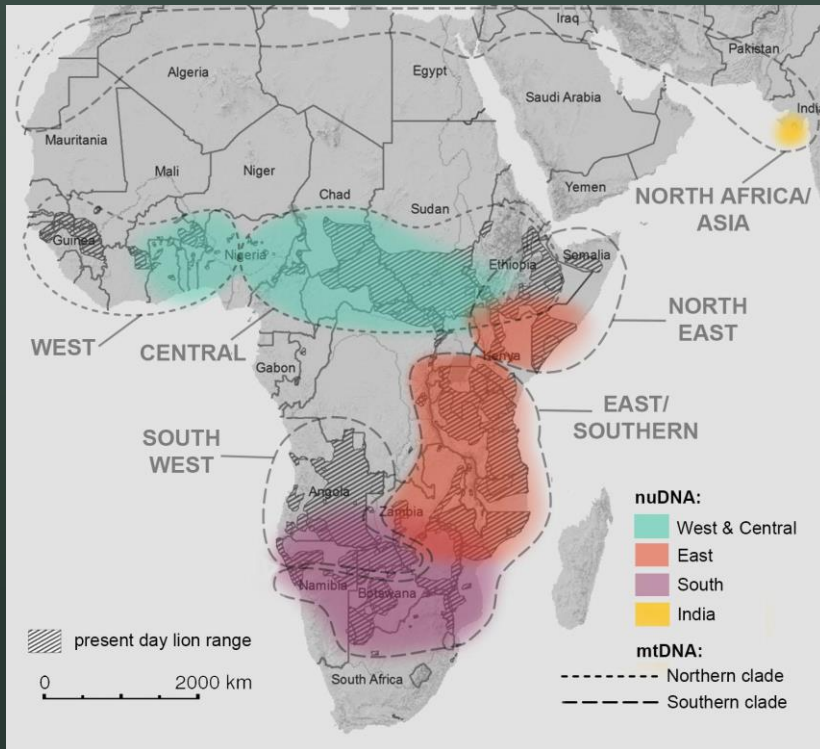 Iraq
Pakistan
Algeria
Egypt
India
Saudi Arabia
Mauritania
Mali
Niger
Chad
Sudan
Yemen
NORTH AFRICA/
ASIA
Guinea
Nigeria
Ethiopia
Somalia
WEST
CENTRAL
NORTH
EAST
Gabon
Kenya
EAST/
SOUTHERN
SOUTH
WEST
Angola
Zambia
Namibia
Botswana
South Africa
present day lion range
0 2000 km
nuDNA:
West & Central
East
South
India
mtDNA:
Northern clade
Southern clade